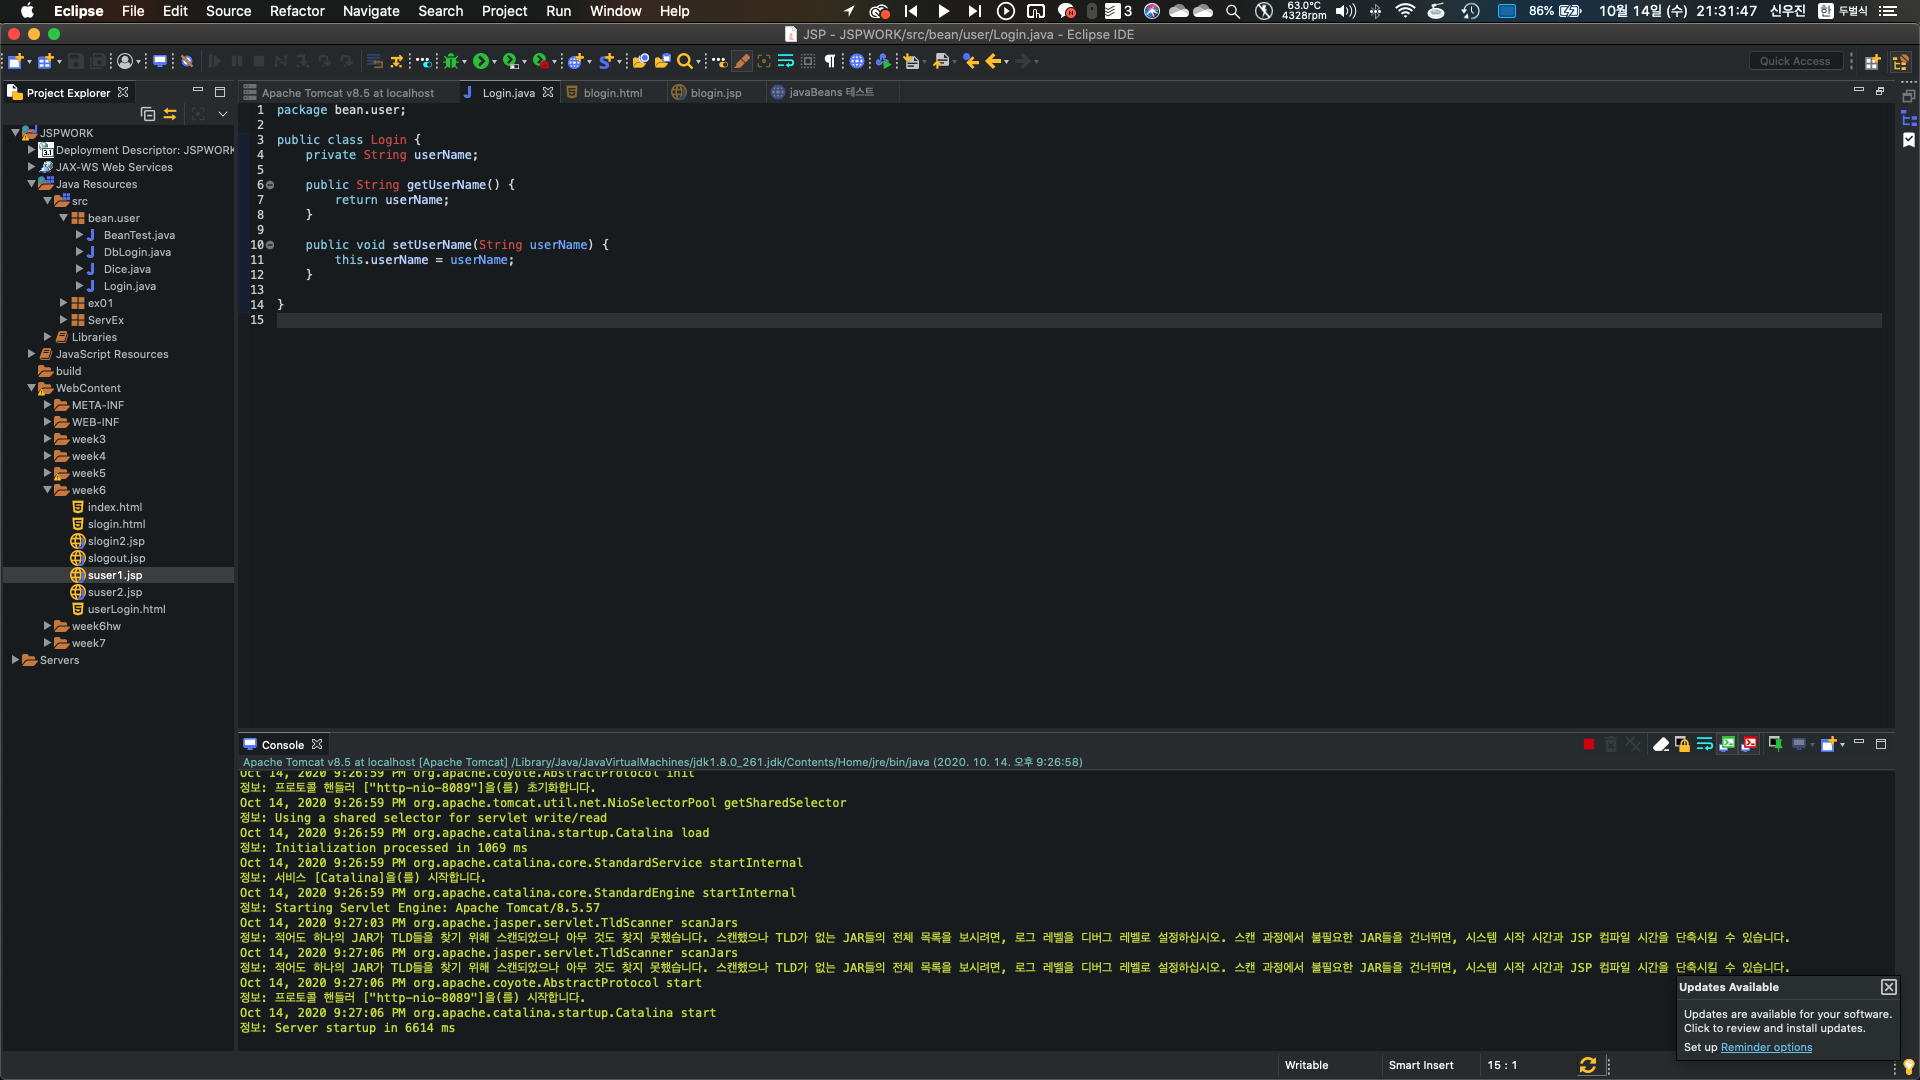 Eclipse File Edit Source Refactor Navigate Search Project Run Window Help 3 63.0°C 4328rpm 86% 10월 14일 (수) 21:31:47 신우진 한 두벌식
JSP - JSPWORK/src/bean/user/Login.java - Eclipse IDE
Quick Access
Project Explorer
Apache Tomcat v8.5 at localhost Login.java blogin.html blogin.jsp javaBeans 테스트
JSPWORK
Deployment Descriptor: JSPWORK
JAX-WS Web Services
Java Resources
src
bean.user
BeanTest.java
DbLogin.java
Dice.java
Login.java
ex01
ServEx
Libraries
JavaScript Resources
build
WebContent
META-INF
WEB-INF
week3
week4
week5
week6
index.html
slogin.html
slogin2.jsp
slogout.jsp
suser1.jsp
suser2.jsp
userLogin.html
week6hw
week7
Servers
1 package bean.user;
2
3 public class Login {
4 private String userName;
5
6 public String getUserName() {
7 return userName;
8 }
9
10 public void setUserName(String userName) {
11 this.userName = userName;
12 }
13
14 }
15
Console
Apache Tomcat v8.5 at localhost [Apache Tomcat] /Library/Java/JavaVirtualMachines/jdk1.8.0_261.jdk/Contents/Home/jre/bin/java (2020. 10. 14. 오후 9:26:58)
Oct 14, 2020 9:26:59 PM org.apache.coyote.AbstractProtocol init
정보: 프로토콜 핸들러 ["http-nio-8089"]을(를) 초기화합니다.
Oct 14, 2020 9:26:59 PM org.apache.tomcat.util.net.NioSelectorPool getSharedSelector
정보: Using a shared selector for servlet write/read
Oct 14, 2020 9:26:59 PM org.apache.catalina.startup.Catalina load
정보: Initialization processed in 1069 ms
Oct 14, 2020 9:26:59 PM org.apache.catalina.core.StandardService startInternal
정보: 서비스 [Catalina]을(를) 시작합니다.
Oct 14, 2020 9:26:59 PM org.apache.catalina.core.StandardEngine startInternal
정보: Starting Servlet Engine: Apache Tomcat/8.5.57
Oct 14, 2020 9:27:03 PM org.apache.jasper.servlet.TldScanner scanJars
정보: 적어도 하나의 JAR가 TLD들을 찾기 위해 스캔되었으나 아무 것도 찾지 못했습니다. 스캔했으나 TLD가 없는 JAR들의 전체 목록을 보시려면, 로그 레벨을 디버그 레벨로 설정하십시오. 스캔 과정에서 불필요한 JAR들을 건너뛰면, 시스템 시작 시간과 JSP 컴파일 시간을 단축시킬 수 있습니다.
Oct 14, 2020 9:27:06 PM org.apache.jasper.servlet.TldScanner scanJars
정보: 적어도 하나의 JAR가 TLD들을 찾기 위해 스캔되었으나 아무 것도 찾지 못했습니다. 스캔했으나 TLD가 없는 JAR들의 전체 목록을 보시려면, 로그 레벨을 디버그 레벨로 설정하십시오. 스캔 과정에서 불필요한 JAR들을 건너뛰면, 시스템 시작 시간과 JSP 컴파일 시간을 단축시킬 수 있습니다.
Oct 14, 2020 9:27:06 PM org.apache.coyote.AbstractProtocol start
정보: 프로토콜 핸들러 ["http-nio-8089"]을(를) 시작합니다.
Oct 14, 2020 9:27:06 PM org.apache.catalina.startup.Catalina start
정보: Server startup in 6614 ms
Updates Available
Updates are available for your software.
Click to review and install updates.
Set up Reminder options
Writable Smart Insert 15 : 1